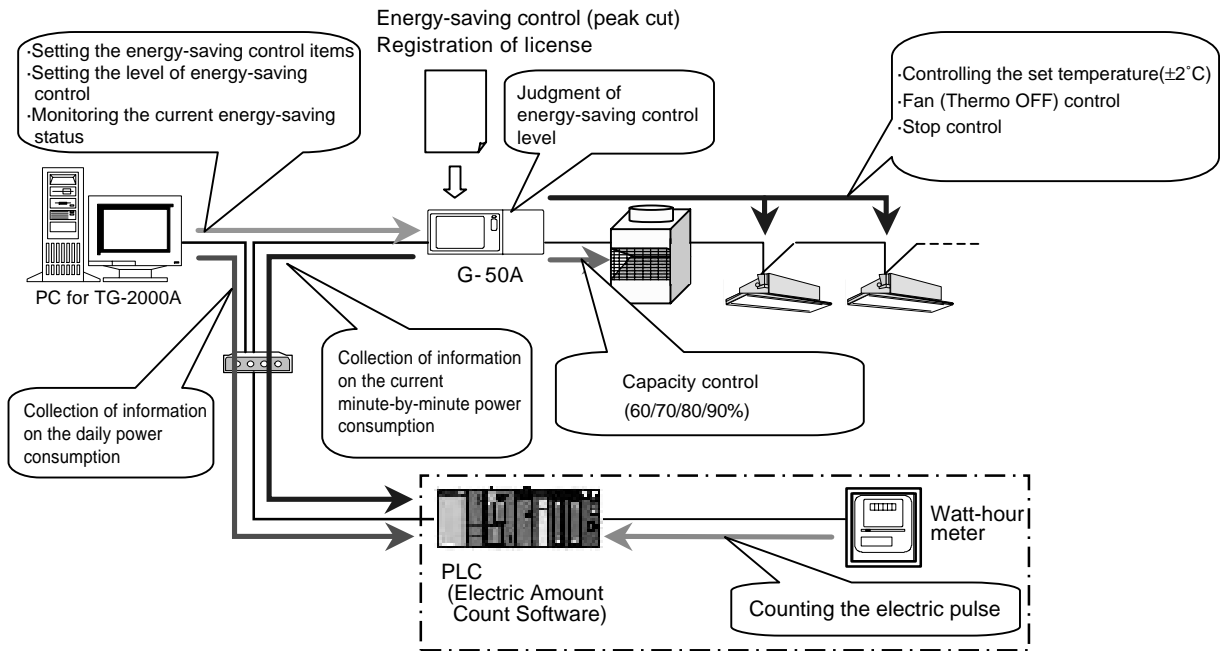 Energy-saving control (peak cut)
Registration of license
·Setting the energy-saving control items
·Setting the level of energy-saving
control
·Monitoring the current energy-saving
status
Judgment of
energy-saving control
level
·Controlling the set temperature(±2˚C)
·Fan (Thermo OFF) control
·Stop control
PC for TG-2000A
G-50A
Collection of information
on the daily power
consumption
Collection of information
on the current
minute-by-minute power
consumption
Capacity control
(60/70/80/90%)
PLC
(Electric Amount
Count Software)
Watt-hour
meter
Counting the electric pulse